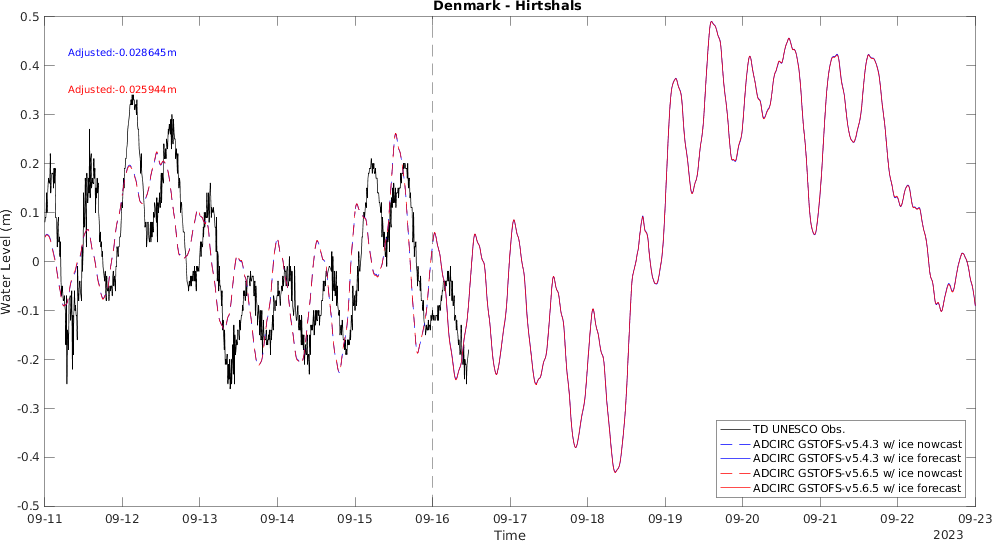 Denmark - Hirtshals
Adjusted:-0.028645m
Adjusted:-0.025944m
0.5
0.4
0.3
0.2
0.1
0
-0.1
-0.2
-0.3
-0.4
-0.5
Water Level (m)
TD UNESCO Obs.
ADCIRC GSTOFS-v5.4.3 w/ ice nowcast
ADCIRC GSTOFS-v5.4.3 w/ ice forecast
ADCIRC GSTOFS-v5.6.5 w/ ice nowcast
ADCIRC GSTOFS-v5.6.5 w/ ice forecast
09-11 09-12 09-13 09-14 09-15 09-16 09-17 09-18 09-19 09-20 09-21 09-22 09-23
Time
2023